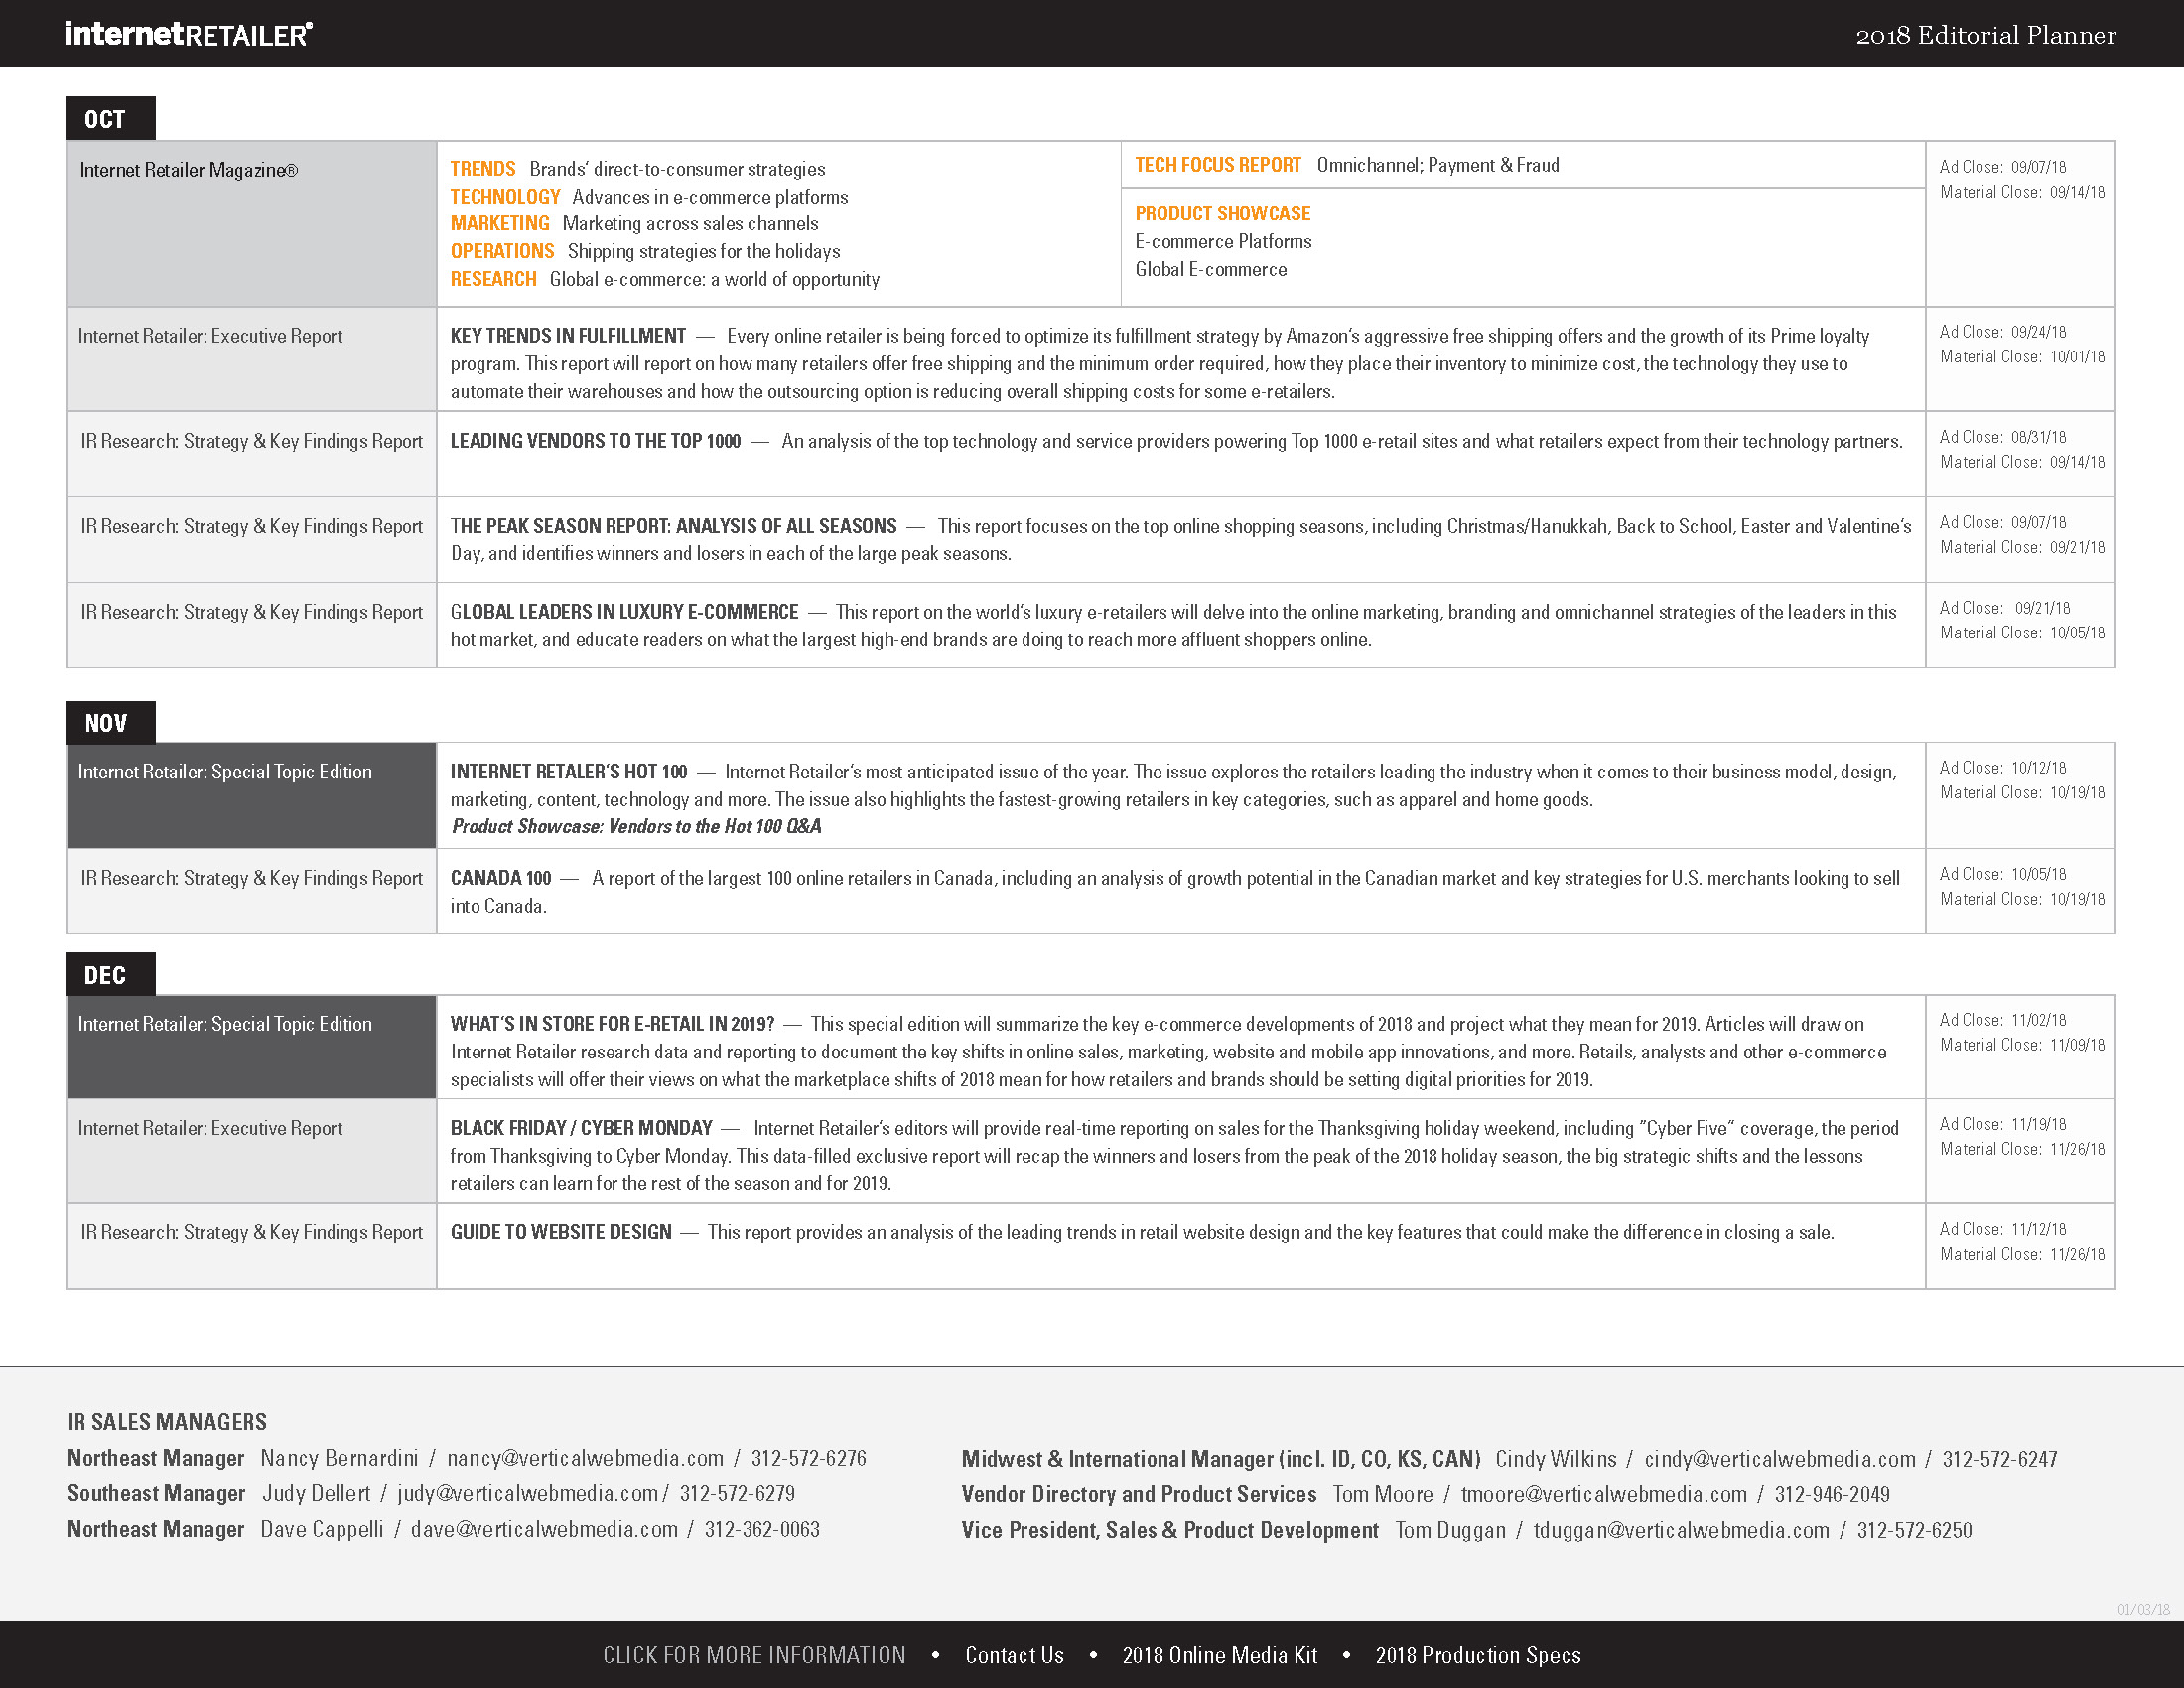 internetRETAILER®
2018 Editorial Planner
OCT
Internet Retailer Magazine®
TRENDS Brands' direct-to-consumer strategies
TECHNOLOGY Advances in e-commerce platforms
MARKETING Marketing across sales channels
OPERATIONS Shipping strategies for the holidays
RESEARCH Global e-commerce: a world of opportunity
TECH FOCUS REPORT Omnichannel; Payment & Fraud
PRODUCT SHOWCASE
E-commerce Platforms
Global E-commerce
Ad Close: 09/07/18
Material Close: 09/14/18
Internet Retailer: Executive Report
KEY TRENDS IN FULFILLMENT — Every online retailer is being forced to optimize its fulfillment strategy by Amazon's aggressive free shipping offers and the growth of its Prime loyalty
program. This report will report on how many retailers offer free shipping and the minimum order required, how they place their inventory to minimize cost, the technology they use to
automate their warehouses and how the outsourcing option is reducing overall shipping costs for some e-retailers.
Ad Close: 09/24/18
Material Close: 10/01/18
IR Research: Strategy & Key Findings Report
LEADING VENDORS TO THE TOP 1000 — An analysis of the top technology and service providers powering Top 1000 e-retail sites and what retailers expect from their technology partners.
Ad Close: 08/31/18
Material Close: 09/14/18
IR Research: Strategy & Key Findings Report
THE PEAK SEASON REPORT: ANALYSIS OF ALL SEASONS — This report focuses on the top online shopping seasons, including Christmas/Hanukkah, Back to School, Easter and Valentine's
Day, and identifies winners and losers in each of the large peak seasons.
Ad Close: 09/07/18
Material Close: 09/21/18
IR Research: Strategy & Key Findings Report
GLOBAL LEADERS IN LUXURY E-COMMERCE — This report on the world's luxury e-retailers will delve into the online marketing, branding and omnichannel strategies of the leaders in this
hot market, and educate readers on what the largest high-end brands are doing to reach more affluent shoppers online.
Ad Close: 09/21/18
Material Close: 10/05/18
NOV
Internet Retailer: Special Topic Edition
INTERNET RETALER'S HOT 100 — Internet Retailer's most anticipated issue of the year. The issue explores the retailers leading the industry when it comes to their business model, design,
marketing, content, technology and more. The issue also highlights the fastest-growing retailers in key categories, such as apparel and home goods.
Product Showcase: Vendors to the Hot 100 Q&A
Ad Close: 10/12/18
Material Close: 10/19/18
IR Research: Strategy & Key Findings Report
CANADA 100 — A report of the largest 100 online retailers in Canada, including an analysis of growth potential in the Canadian market and key strategies for U.S. merchants looking to sell
into Canada.
Ad Close: 10/05/18
Material Close: 10/19/18
DEC
Internet Retailer: Special Topic Edition
WHAT'S IN STORE FOR E-RETAIL IN 2019? — This special edition will summarize the key e-commerce developments of 2018 and project what they mean for 2019. Articles will draw on
Internet Retailer research data and reporting to document the key shifts in online sales, marketing, website and mobile app innovations, and more. Retails, analysts and other e-commerce
specialists will offer their views on what the marketplace shifts of 2018 mean for how retailers and brands should be setting digital priorities for 2019.
Ad Close: 11/02/18
Material Close: 11/09/18
Internet Retailer: Executive Report
BLACK FRIDAY / CYBER MONDAY — Internet Retailer's editors will provide real-time reporting on sales for the Thanksgiving holiday weekend, including "Cyber Five" coverage, the period
from Thanksgiving to Cyber Monday. This data-filled exclusive report will recap the winners and losers from the peak of the 2018 holiday season, the big strategic shifts and the lessons
retailers can learn for the rest of the season and for 2019.
Ad Close: 11/19/18
Material Close: 11/26/18
IR Research: Strategy & Key Findings Report
GUIDE TO WEBSITE DESIGN — This report provides an analysis of the leading trends in retail website design and the key features that could make the difference in closing a sale.
Ad Close: 11/12/18
Material Close: 11/26/18
IR SALES MANAGERS
Northeast Manager Nancy Bernardini / nancy@verticalwebmedia.com / 312-572-6276
Southeast Manager Judy Dellert / judy@verticalwebmedia.com / 312-572-6279
Northeast Manager Dave Cappelli / dave@verticalwebmedia.com / 312-362-0063
Midwest & International Manager (incl. ID, CO, KS, CAN) Cindy Wilkins / cindy@verticalwebmedia.com / 312-572-6247
Vendor Directory and Product Services Tom Moore / tmoore@verticalwebmedia.com / 312-946-2049
Vice President, Sales & Product Development Tom Duggan / tduggan@verticalwebmedia.com / 312-572-6250
01/03/18
CLICK FOR MORE INFORMATION • Contact Us • 2018 Online Media Kit • 2018 Production Specs